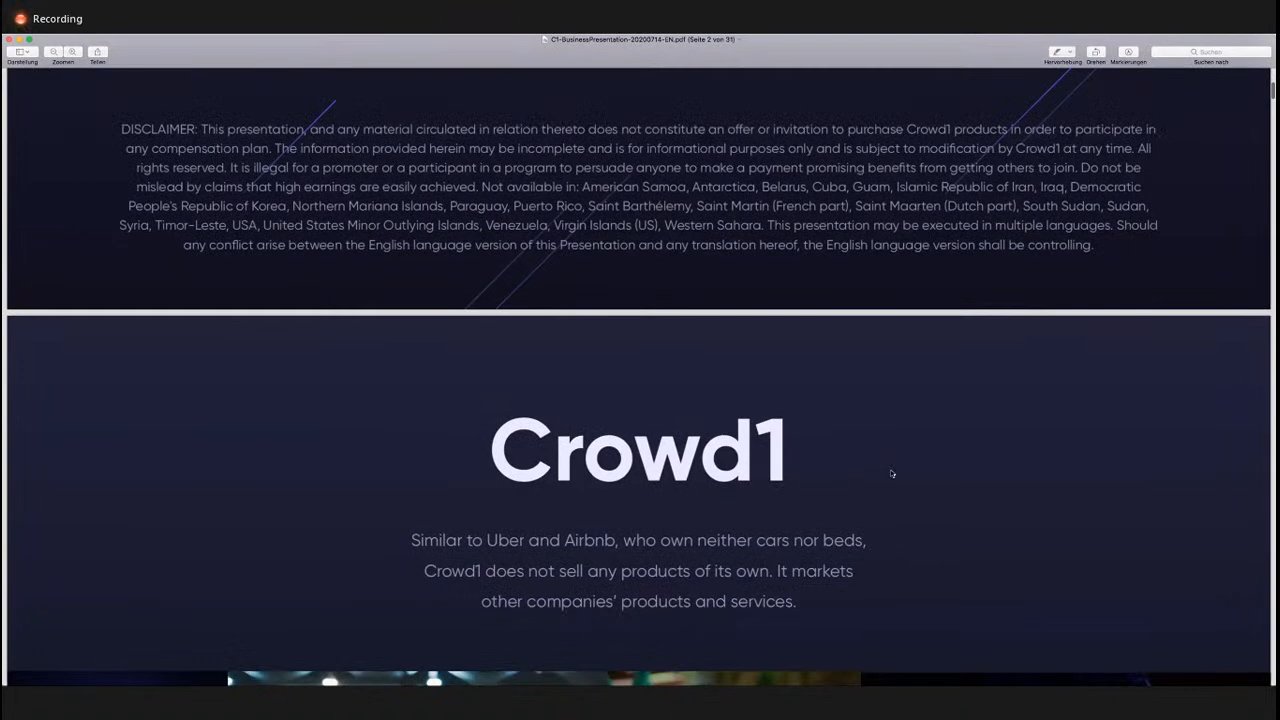 Recording
C1-BusinessPresentation-20200714-EN.pdf (Seite 2 von 31)
Darstellung Zoomen Teilen Hervorhebung Drehen Markierungen Suchen Suchen nach
DISCLAIMER: This presentation, and any material circulated in relation thereto does not constitute an offer or invitation to purchase Crowd1 products in order to participate in
any compensation plan. The information provided herein may be incomplete and is for informational purposes only and is subject to modification by Crowd1 at any time. All
rights reserved. It is illegal for a promoter or a participant in a program to persuade anyone to make a payment promising benefits from getting others to join. Do not be
mislead by claims that high earnings are easily achieved. Not available in: American Samoa, Antarctica, Belarus, Cuba, Guam, Islamic Republic of Iran, Iraq, Democratic
People's Republic of Korea, Northern Mariana Islands, Paraguay, Puerto Rico, Saint Barthélemy, Saint Martin (French part), Saint Maarten (Dutch part), South Sudan, Sudan,
Syria, Timor-Leste, USA, United States Minor Outlying Islands, Venezuela, Virgin Islands (US), Western Sahara. This presentation may be executed in multiple languages. Should
any conflict arise between the English language version of this Presentation and any translation hereof, the English language version shall be controlling.
Crowd1
Similar to Uber and Airbnb, who own neither cars nor beds,
Crowd1 does not sell any products of its own. It markets
other companies' products and services.